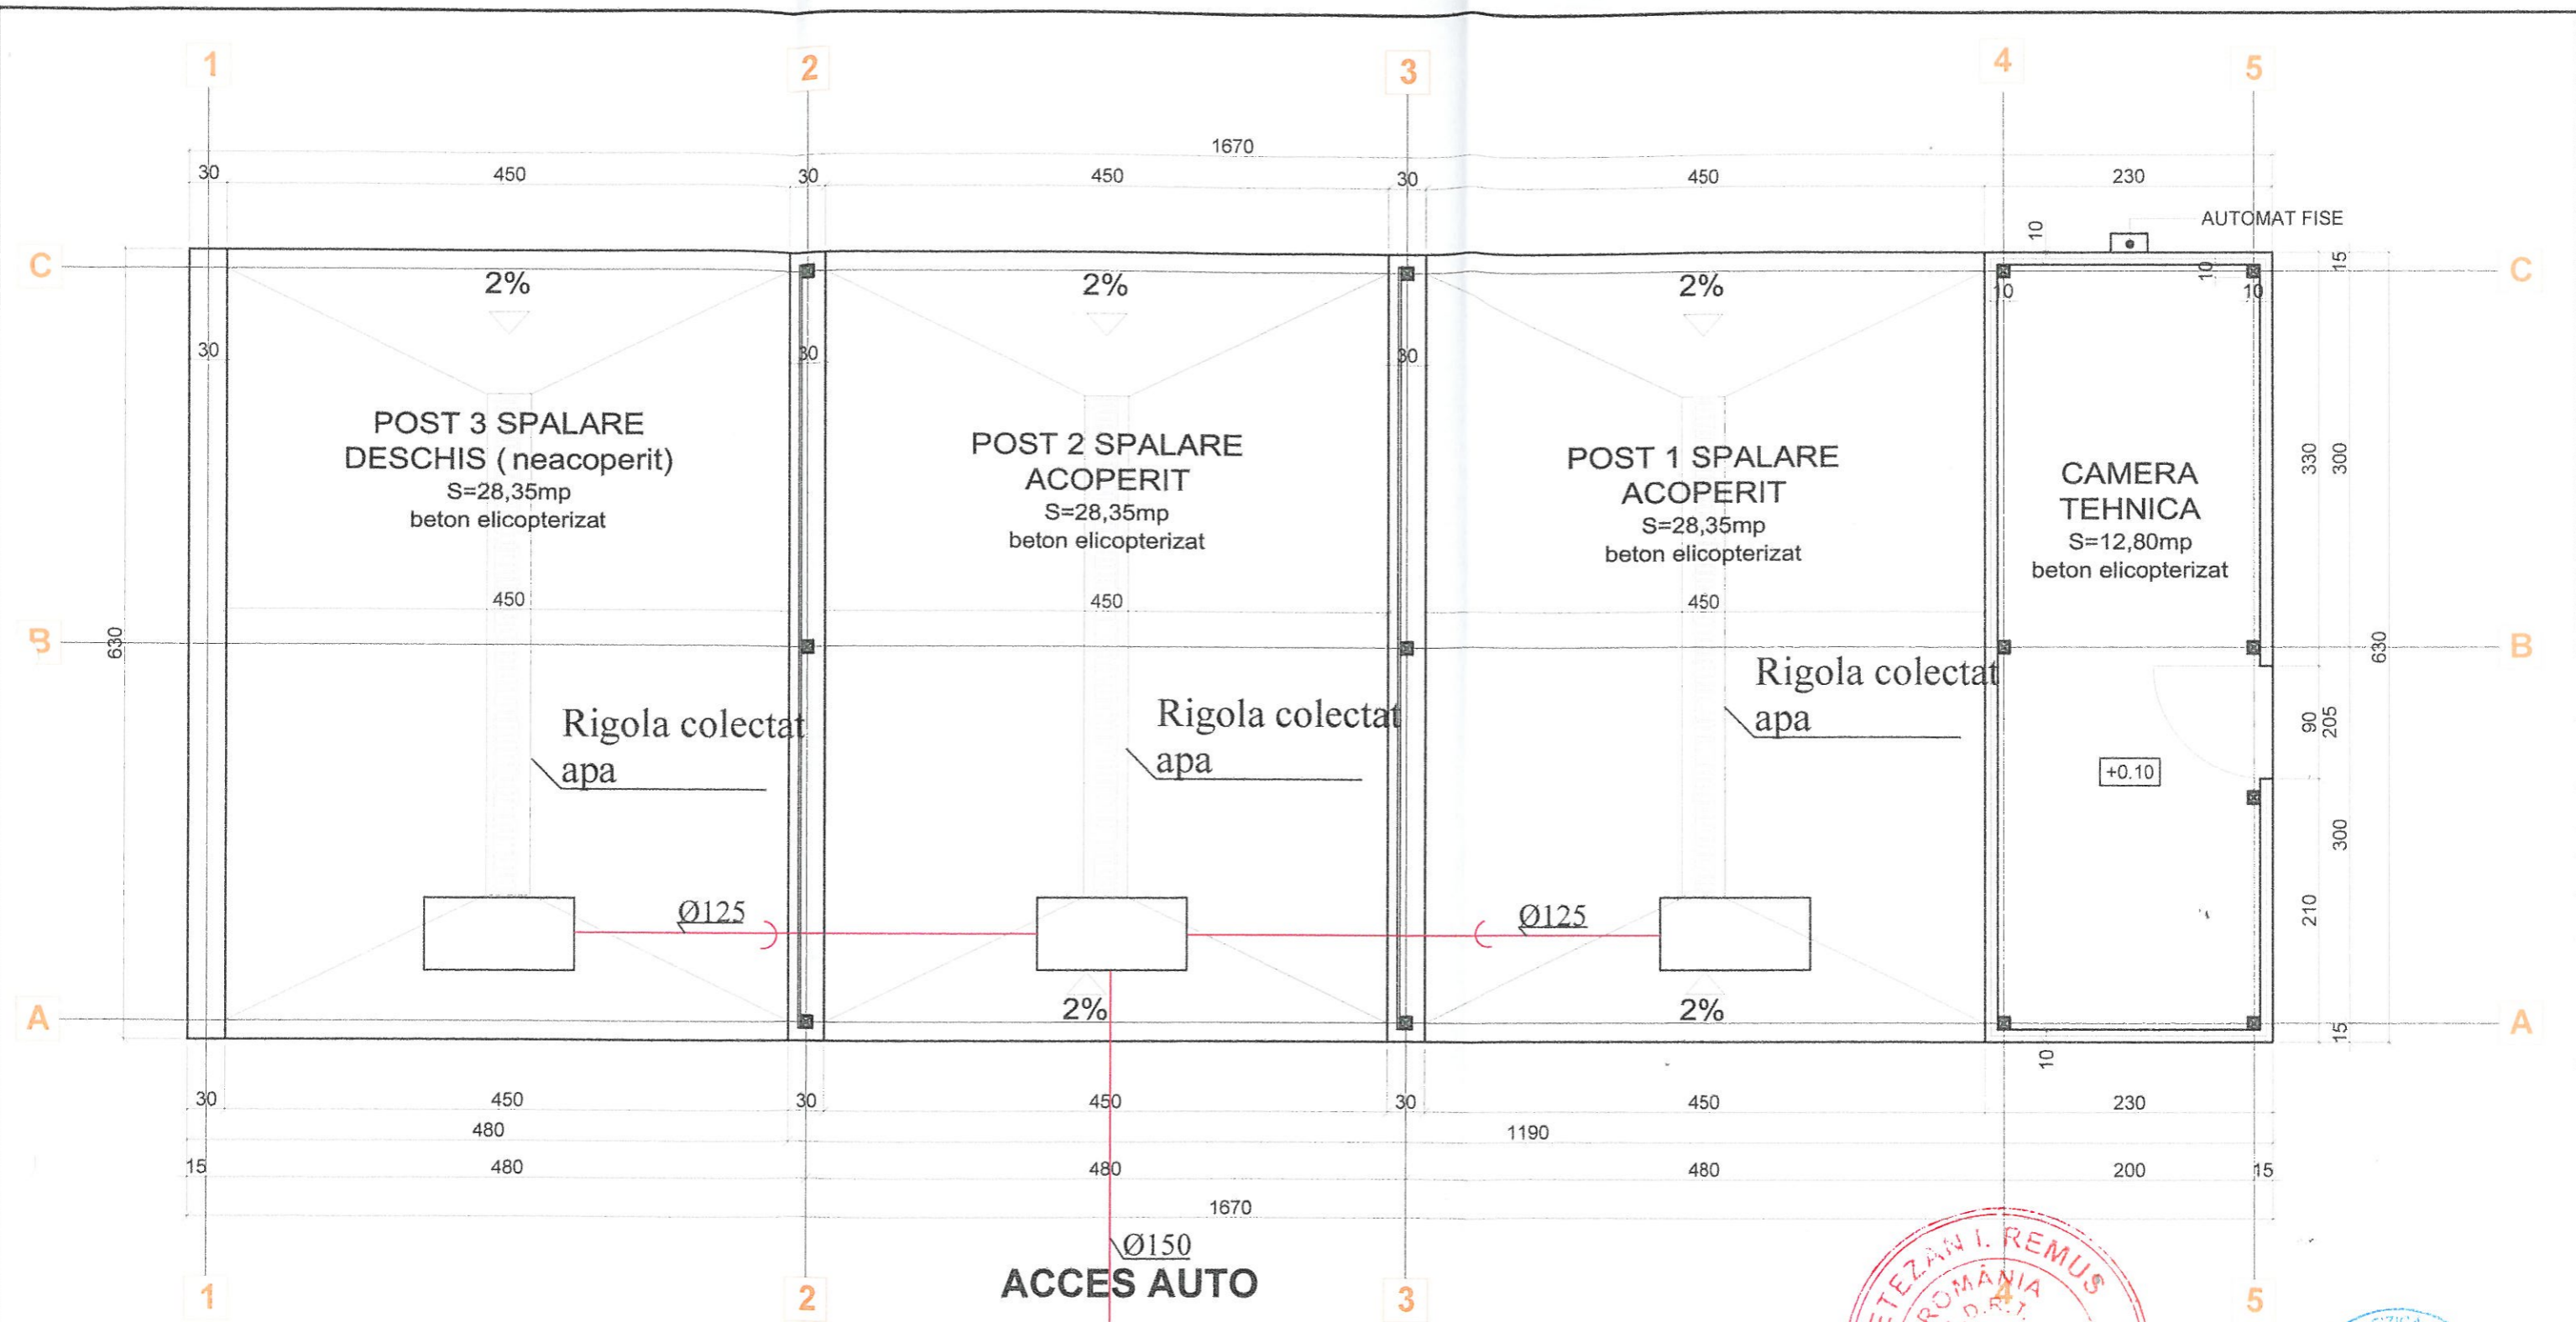 1 2 3 4 5
1670
30 450 30 450 30 450 230
AUTOMAT FISE
10
C 2% 2% 2% 10 15 C
10 10
30 30 30
POST 3 SPALARE
DESCHIS ( neacoperit)
S=28,35mp
beton elicopterizat
POST 2 SPALARE
ACOPERIT
S=28,35mp
beton elicopterizat
POST 1 SPALARE
ACOPERIT
S=28,35mp
beton elicopterizat
CAMERA
TEHNICA
S=12,80mp
beton elicopterizat
330 300
450 450 450
B 630 630 B
Rigola colectat
apa
Rigola colectat
apa
Rigola colectat
apa
90
205
+0.10
300
210
Ø125 Ø125
2% 2%
A 15 A
10
30 450 30 450 30 450 230
480 1190
15 480 480 480 200 15
1670
Ø150
ACCES AUTO
1 2 3 4 5
ETEZAN I. REMUS
ROMÂNIA